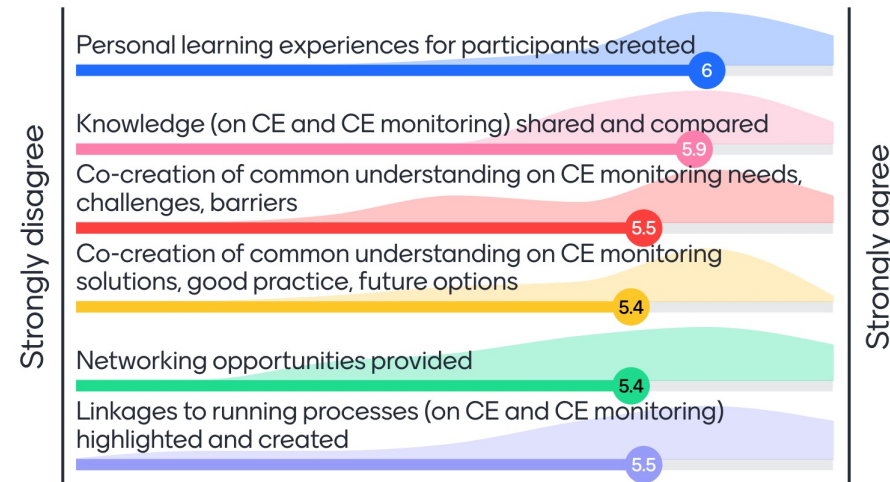 Strongly disagree
Personal learning experiences for participants created
6
Knowledge (on CE and CE monitoring) shared and compared
5.9
Co-creation of common understanding on CE monitoring needs,
challenges, barriers
5.5
Co-creation of common understanding on CE monitoring
solutions, good practice, future options
5.4
Networking opportunities provided
5.4
Linkages to running processes (on CE and CE monitoring)
highlighted and created
5.5
Strongly agree